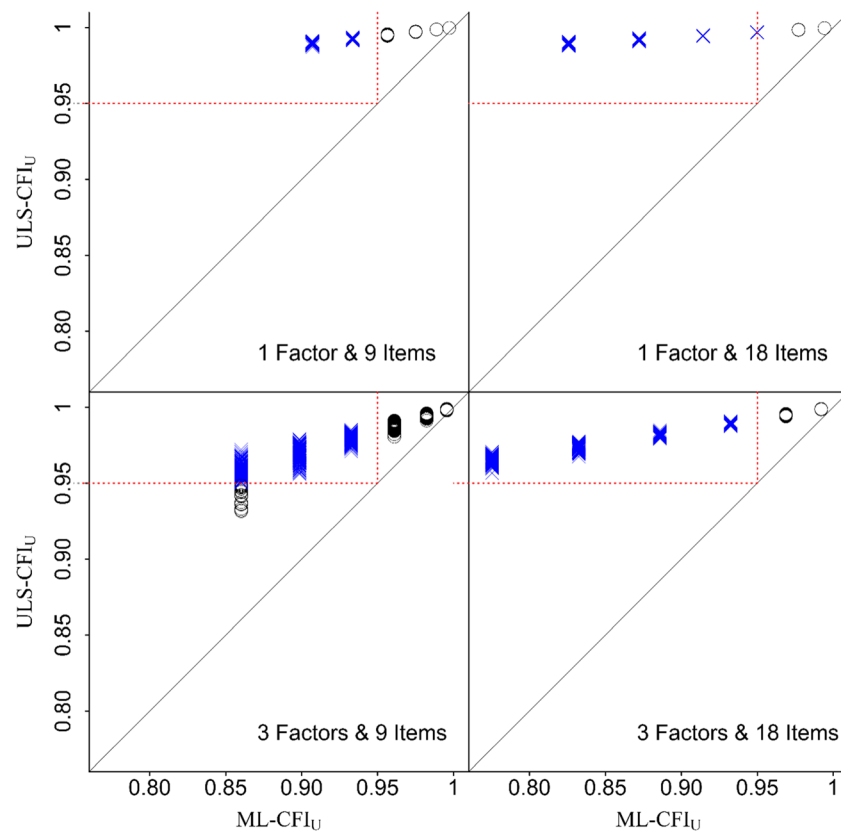 1
0.95
0.90
0.85
0.80
ULS-CFIU
1 Factor & 9 Items
1 Factor & 18 Items
1
0.95
0.90
0.85
0.80
ULS-CFIU
3 Factors & 9 Items
3 Factors & 18 Items
0.80 0.85 0.90 0.95 1 0.80 0.85 0.90 0.95 1
ML-CFIU ML-CFIU